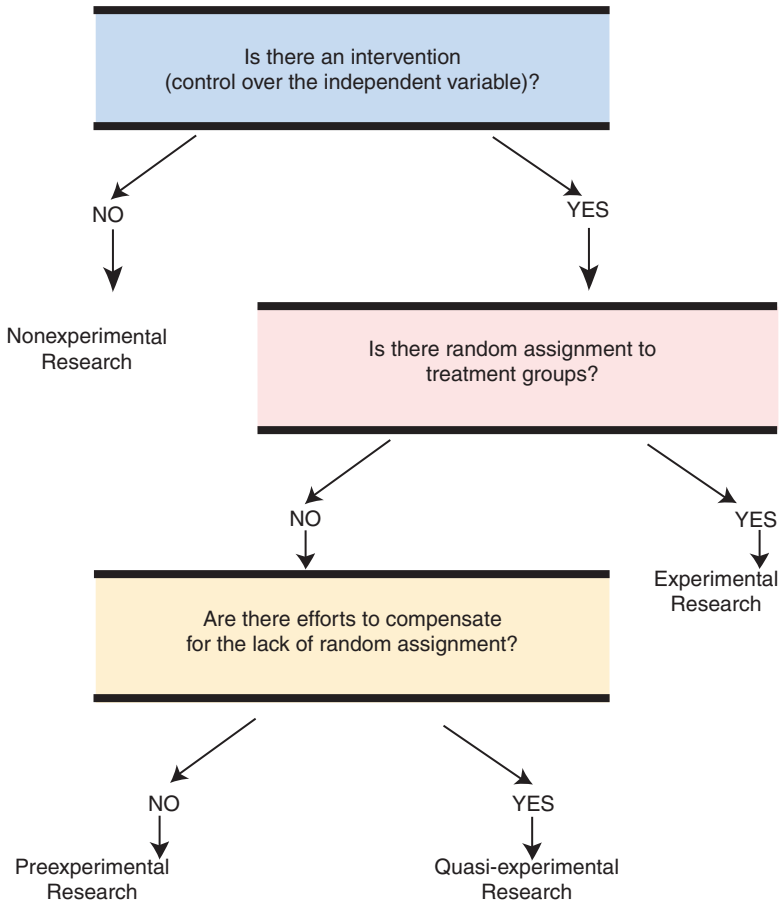 Is there an intervention
(control over the independent variable)?
NO
YES
Nonexperimental
Research
Is there random assignment to
treatment groups?
NO
YES
Experimental
Research
Are there efforts to compensate
for the lack of random assignment?
NO
YES
Preexperimental
Research
Quasi-experimental
Research